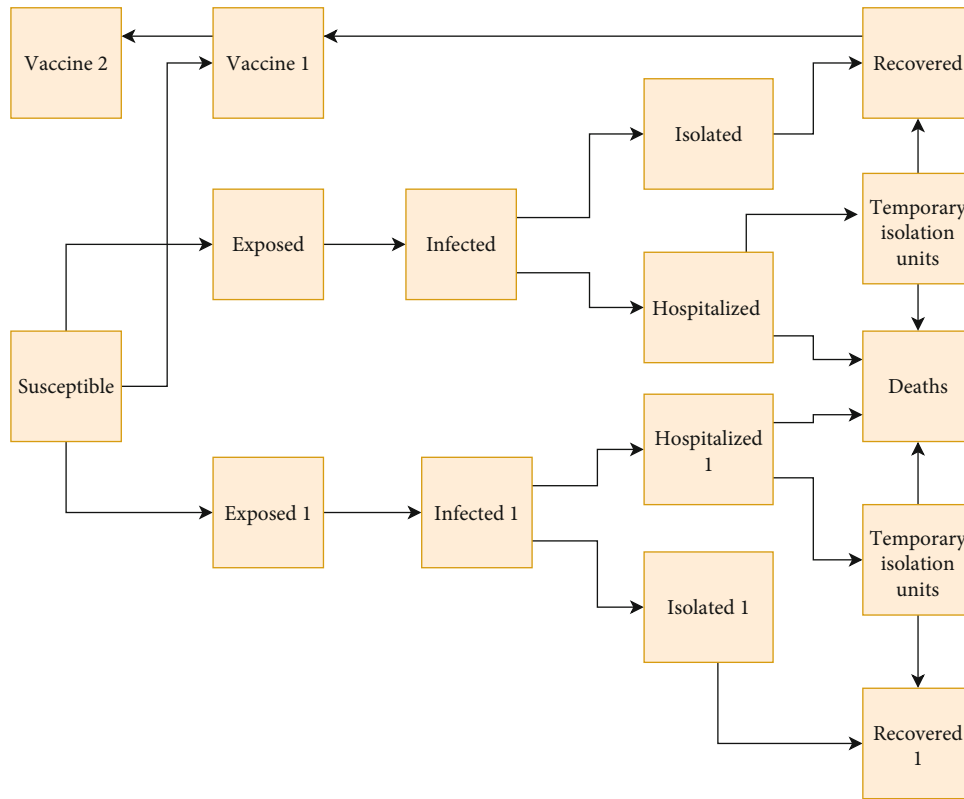 Vaccine 2
Vaccine 1
Recovered
Isolated
Temporary
isolation
units
Exposed
Infected
Hospitalized
Susceptible
Deaths
Hospitalized
1
Exposed 1
Infected 1
Temporary
isolation
units
Isolated 1
Recovered
1